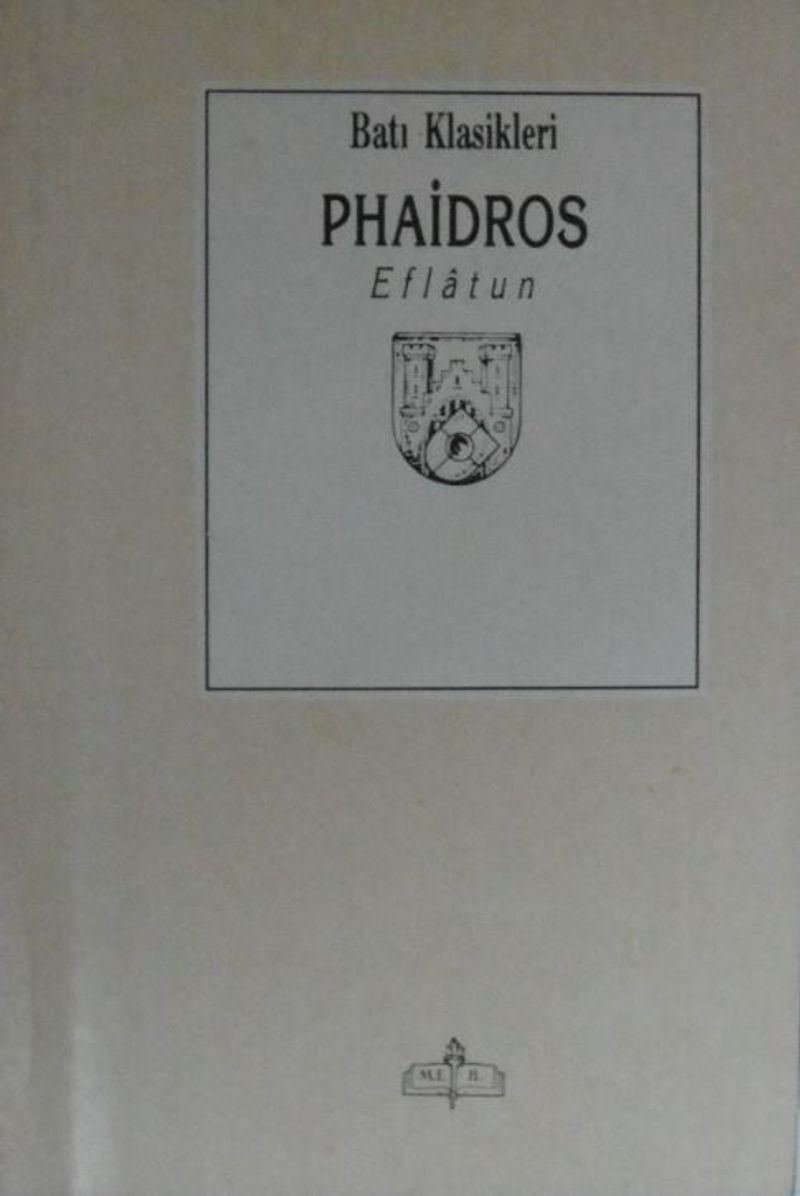 Batı Klasikleri
PHAİDROS
Eflâtun
M.E B.